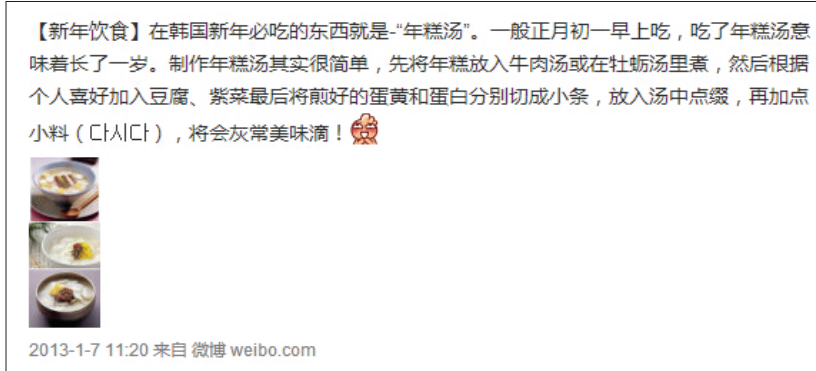 【新年饮食】在韩国新年必吃的东西就是-“年糕汤”。一般正月初一早上吃，吃了年糕汤意
味着长了一岁。制作年糕汤其实很简单，先将年糕放入牛肉汤或在牡蛎汤里煮，然后根据
个人喜好加入豆腐、紫菜最后将煎好的蛋黄和蛋白分别切成小条，放入汤中点缀，再加点
小料（다시다），将会灰常美味滴！
2013-1-7 11:20 来自 微博 weibo.com